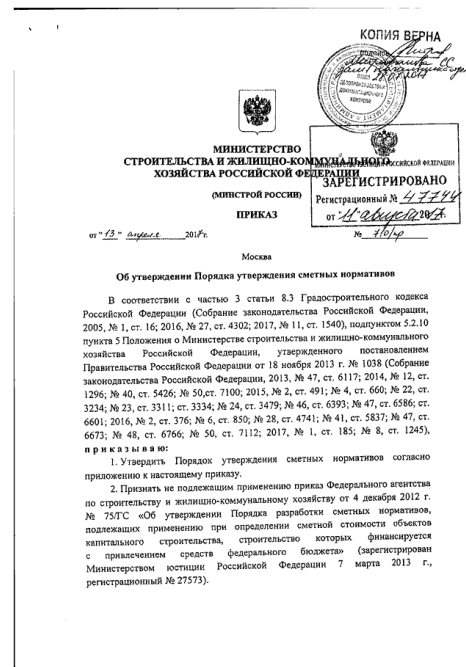 КОПИЯ ВЕРНА
МИНИСТЕРСТВО
СТРОИТЕЛЬСТВА И ЖИЛИЩНО-КОММУНАЛЬНОГО
ХОЗЯЙСТВА РОССИЙСКОЙ ФЕДЕРАЦИИ
(МИНСТРОЙ РОССИИ)
ПРИКАЗ
МИНИСТЕРСТВО ЮСТИЦИИ РОССИЙСКОЙ ФЕДЕРАЦИИ
ЗАРЕГИСТРИРОВАНО
Регистрационный № 47744
от "11" августа 2017.
от "13" апреля 2017г.
№ 710/пр
Москва
Об утверждении Порядка утверждения сметных нормативов
В соответствии с частью 3 статьи 8.3 Градостроительного кодекса
Российской Федерации (Собрание законодательства Российской Федерации,
2005, № 1, ст. 16; 2016, № 27, ст. 4302; 2017, № 11, ст. 1540), подпунктом 5.2.10
пункта 5 Положения о Министерстве строительства и жилищно-коммунального
хозяйства Российской Федерации, утвержденного постановлением
Правительства Российской Федерации от 18 ноября 2013 г. № 1038 (Собрание
законодательства Российской Федерации, 2013, № 47, ст. 6117; 2014, № 12, ст.
1296; № 40, ст. 5426; № 50,ст. 7100; 2015, № 2, ст. 491; № 4, ст. 660; № 22, ст.
3234; № 23, ст. 3311; ст. 3334; № 24, ст. 3479; № 46, ст. 6393; № 47, ст. 6586; ст.
6601; 2016, № 2, ст. 376; № 6, ст. 850; № 28, ст. 4741; № 41, ст. 5837; № 47, ст.
6673; № 48, ст. 6766; № 50, ст. 7112; 2017, № 1, ст. 185; № 8, ст. 1245),
приказываю:
1. Утвердить Порядок утверждения сметных нормативов согласно
приложению к настоящему приказу.
2. Признать не подлежащим применению приказ Федерального агентства
по строительству и жилищно-коммунальному хозяйству от 4 декабря 2012 г.
№ 75/ГС «Об утверждении Порядка разработки сметных нормативов,
подлежащих применению при определении сметной стоимости объектов
капитального строительства, строительство которых финансируется
с привлечением средств федерального бюджета» (зарегистрирован
Министерством юстиции Российской Федерации 7 марта 2013 г.,
регистрационный № 27573).